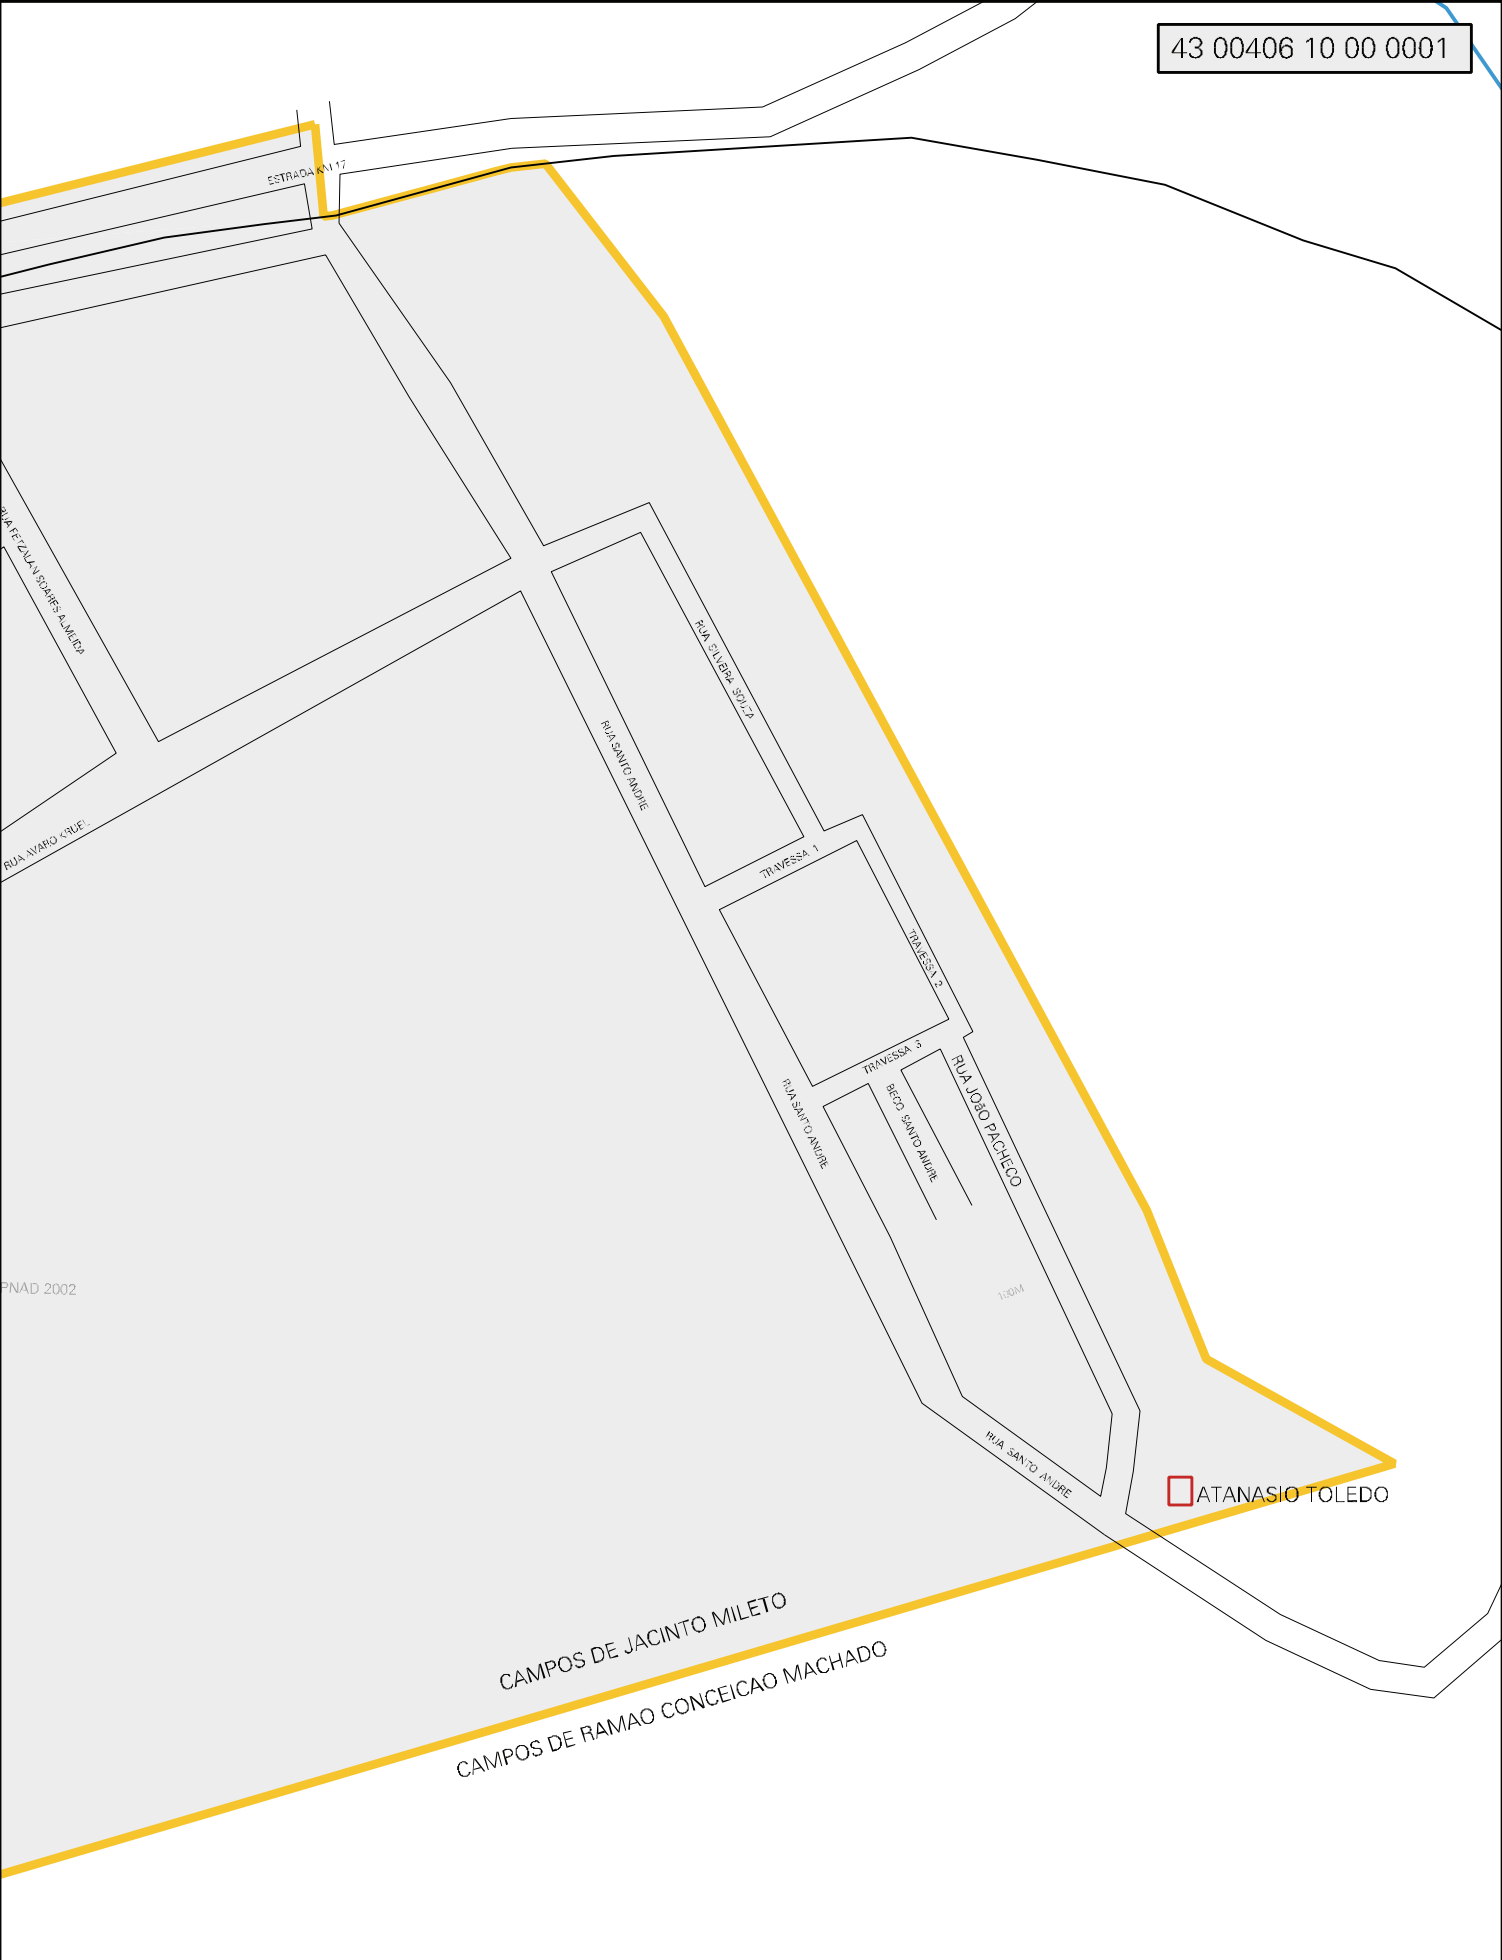 43 00406 10 00 0001
ESTRADA KM 17
RUA FETZALAN SOARES ALMEIDA
RUA SILVEIRA SOUZA
RUA SANTO ANDRE
RUA AVARO KRUEL
TRAVESSA 1
TRAVESSA 2
TRAVESSA 3
RUA JOãO PACHECO
BECO SANTO ANDRE
RUA SANTO ANDRE
PNAD 2002
100M
RUA SANTO ANDRE
ATANASIO TOLEDO
CAMPOS DE JACINTO MILETO
CAMPOS DE RAMAO CONCEICAO MACHADO